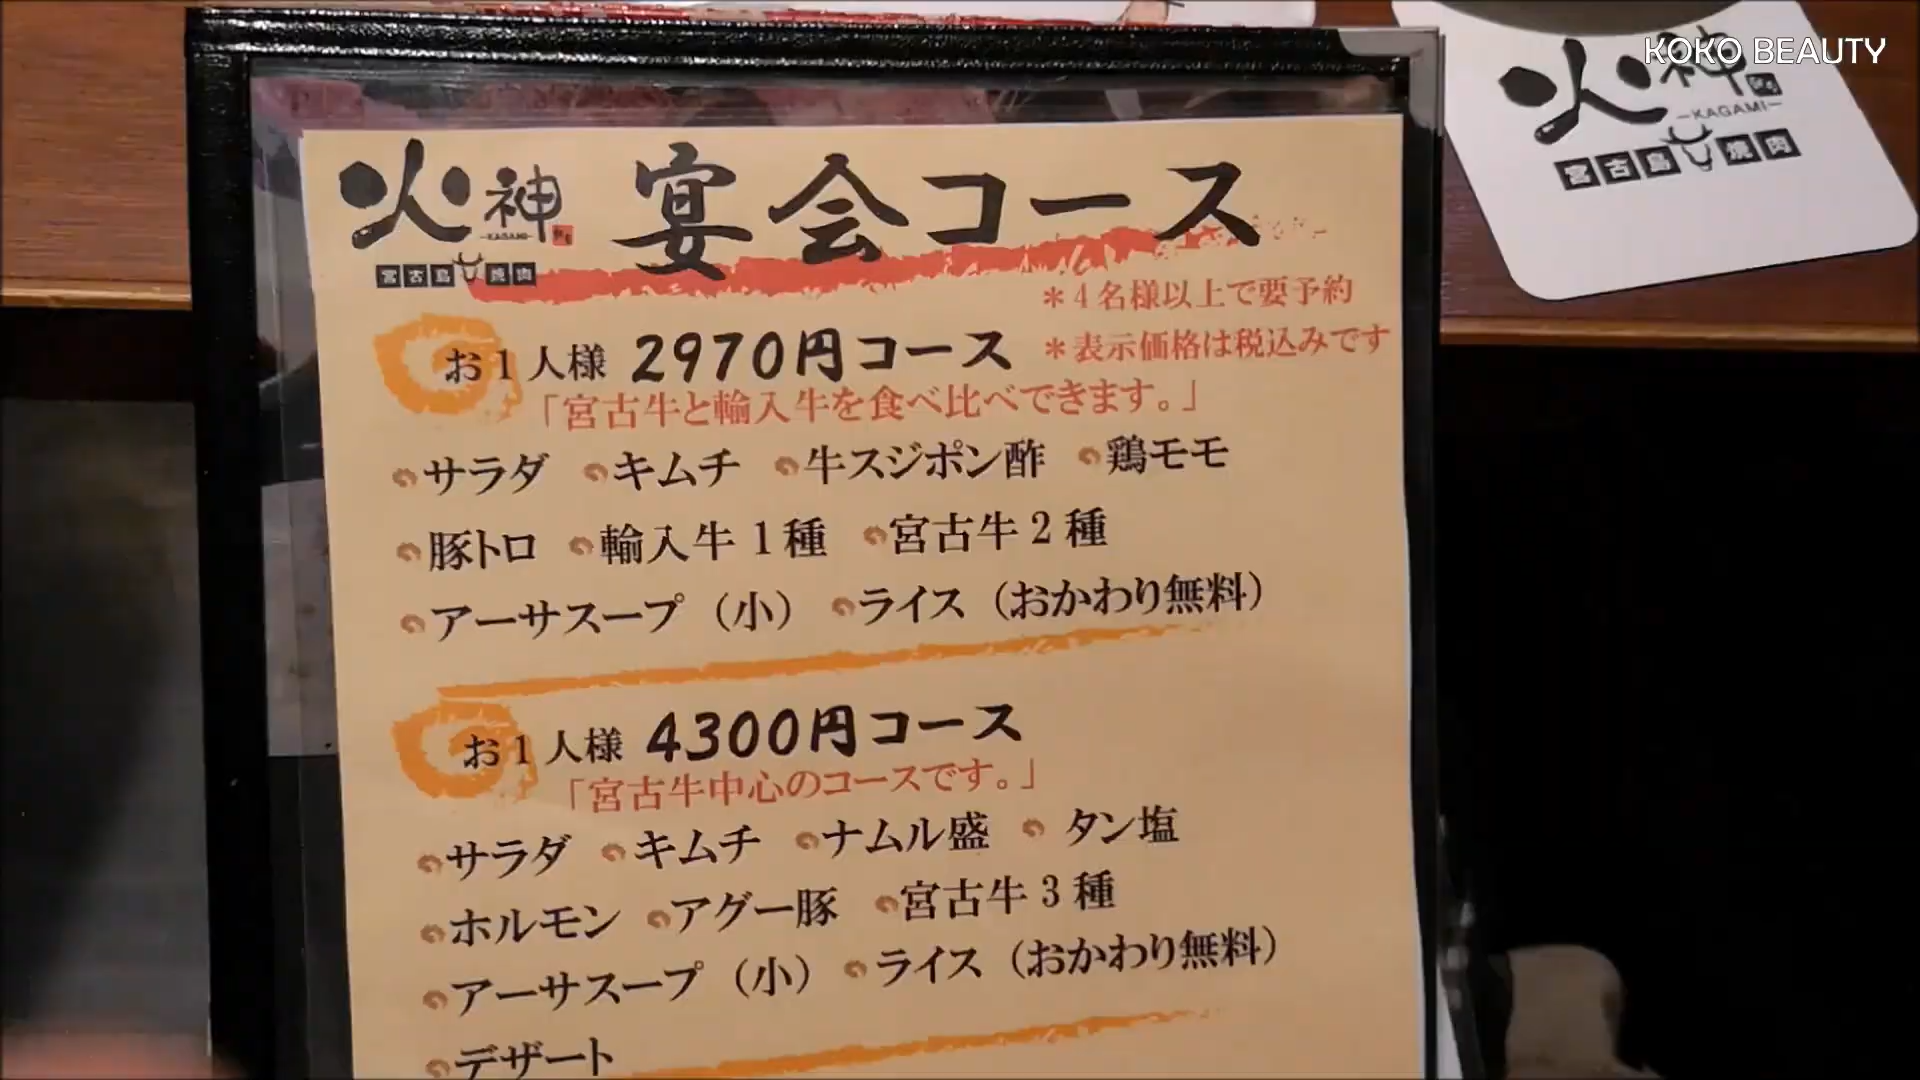 KOKO BEAUTY
火神
-KAGAMI-
宮古島 焼肉
火神 宴会コース
-KAGAMI-
宮古島 焼肉
＊4名様以上で要予約
お1人様 2970円コース ＊表示価格は税込みです
「宮古牛と輸入牛を食べ比べできます。」
サラダ キムチ 牛スジポン酢 鶏モモ
豚トロ 輸入牛1種 宮古牛2種
アーサスープ（小） ライス（おかわり無料）
お1人様 4300円コース
「宮古牛中心のコースです。」
サラダ キムチ ナムル盛 タン塩
ホルモン アグー豚 宮古牛3種
アーサスープ（小） ライス（おかわり無料）
デザート